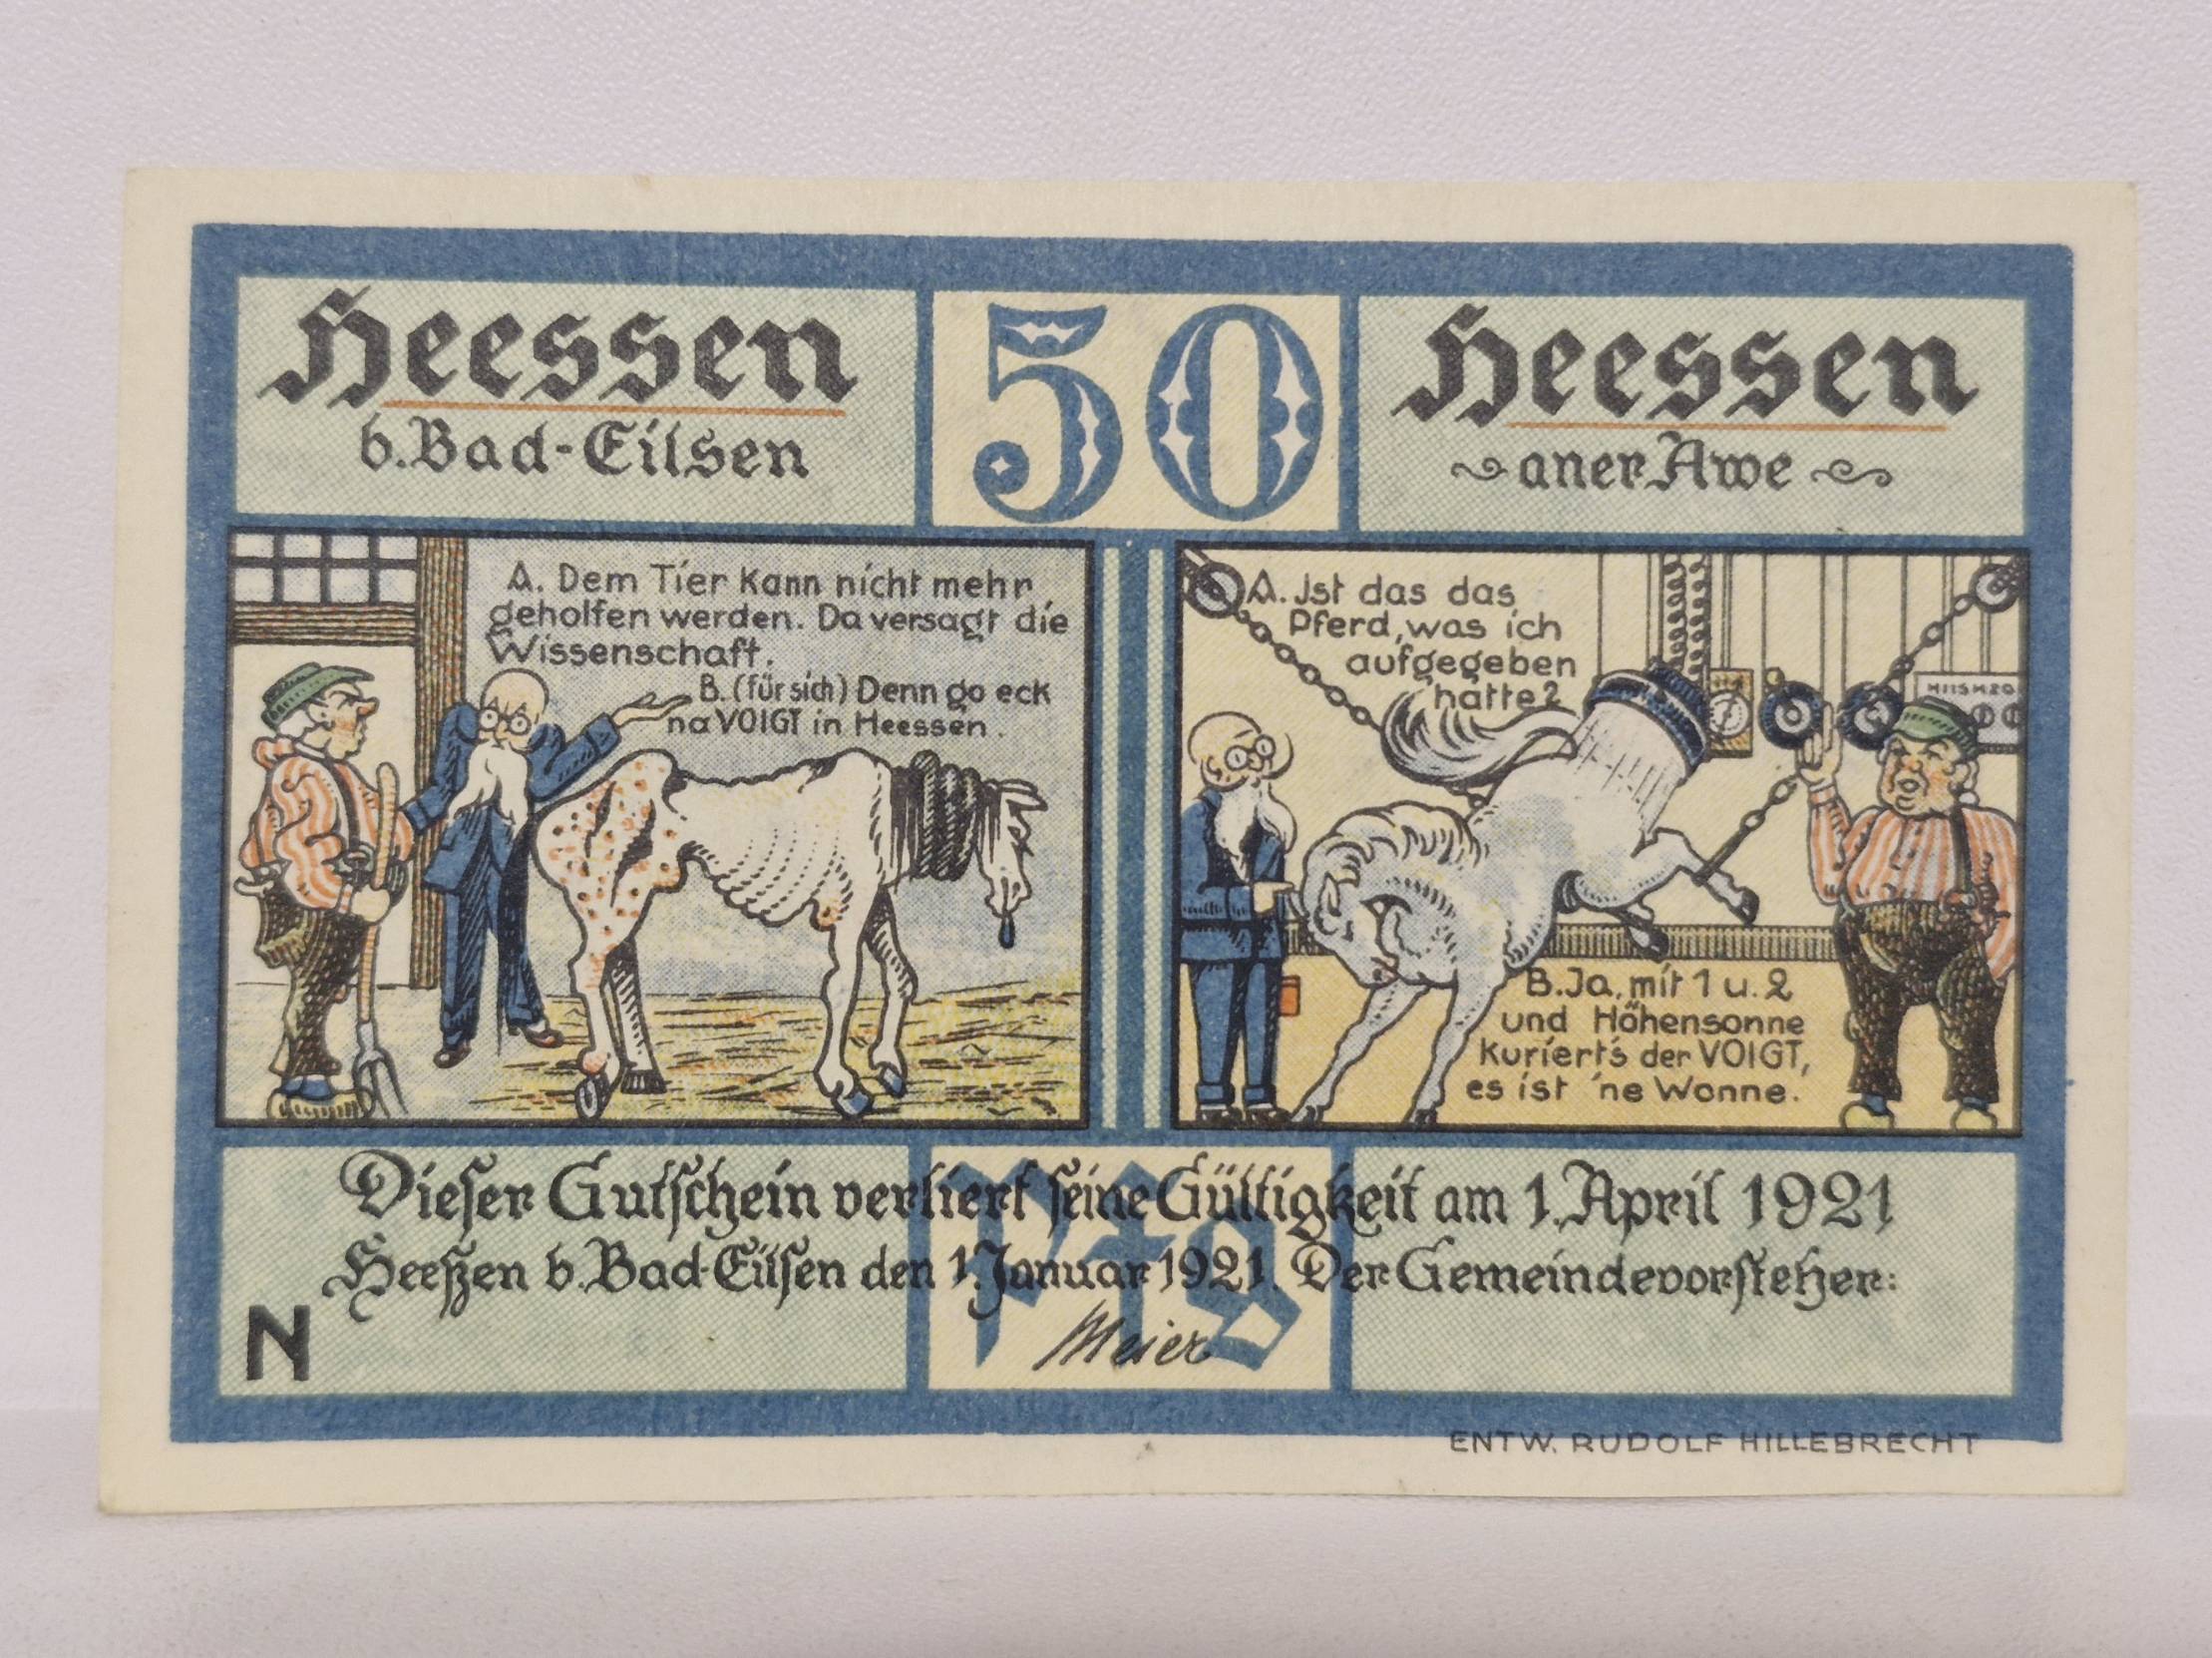 Heessen
b. Bad-Eilsen
50
Heessen
aner Awe
A. Dem Tier kann nicht mehr
geholfen werden. Da versagt die
Wissenschaft.
B. (für sich) Denn go eck
na VOIGT in Heessen.
A. Jst das das
Pferd, was ich
aufgegeben
hatte?
B. Ja, mit 1 u. 2
und Höhensonne
kuriert's der VOIGT,
es ist 'ne Wonne.
Dieser Gutschein verliert seine Gültigkeit am 1. April 1921
Heeßen b. Bad-Eilsen den 1. Januar 1921. Der Gemeindevorsteher:
Pfg
Meier
N
ENTW. RUDOLF HILLEBRECHT